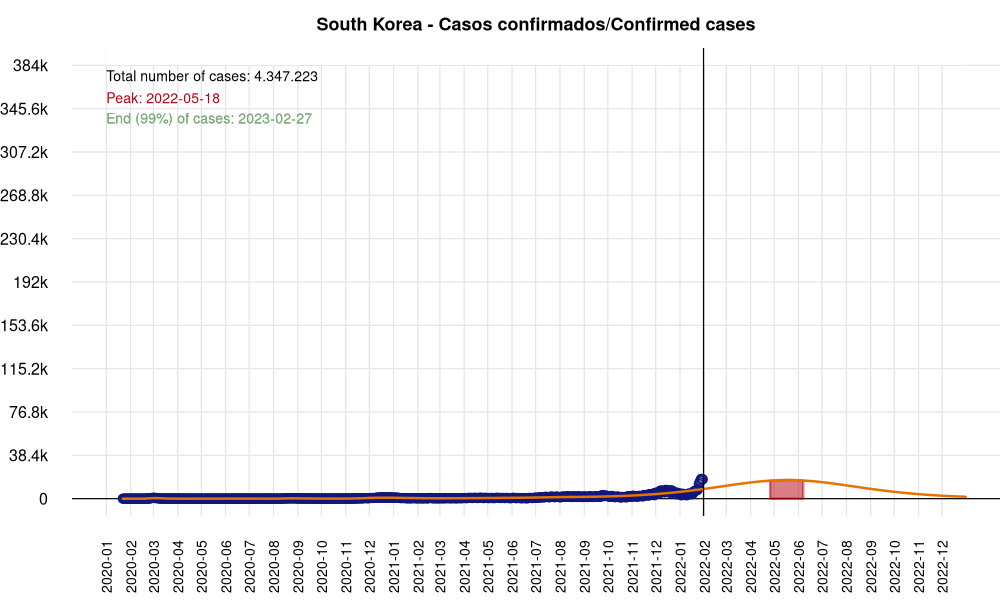 South Korea - Casos confirmados/Confirmed cases
384k
Total number of cases: 4.347.223
Peak: 2022-05-18
345.6k
End (99%) of cases: 2023-02-27
307.2k
268.8k
230.4k
192k
153.6k
115.2k
76.8k
38.4k
0
2020-01
2020-02
2020-03
2020-04
2020-05
2020-06
2020-07
2020-08
2020-09
2020-10
2020-11
2020-12
2021-01
2021-02
2021-03
2021-04
2021-05
2021-06
2021-07
2021-08
2021-09
2021-10
2021-11
2021-12
2022-01
2022-02
2022-03
2022-04
2022-05
2022-06
2022-07
2022-08
2022-09
2022-10
2022-11
2022-12